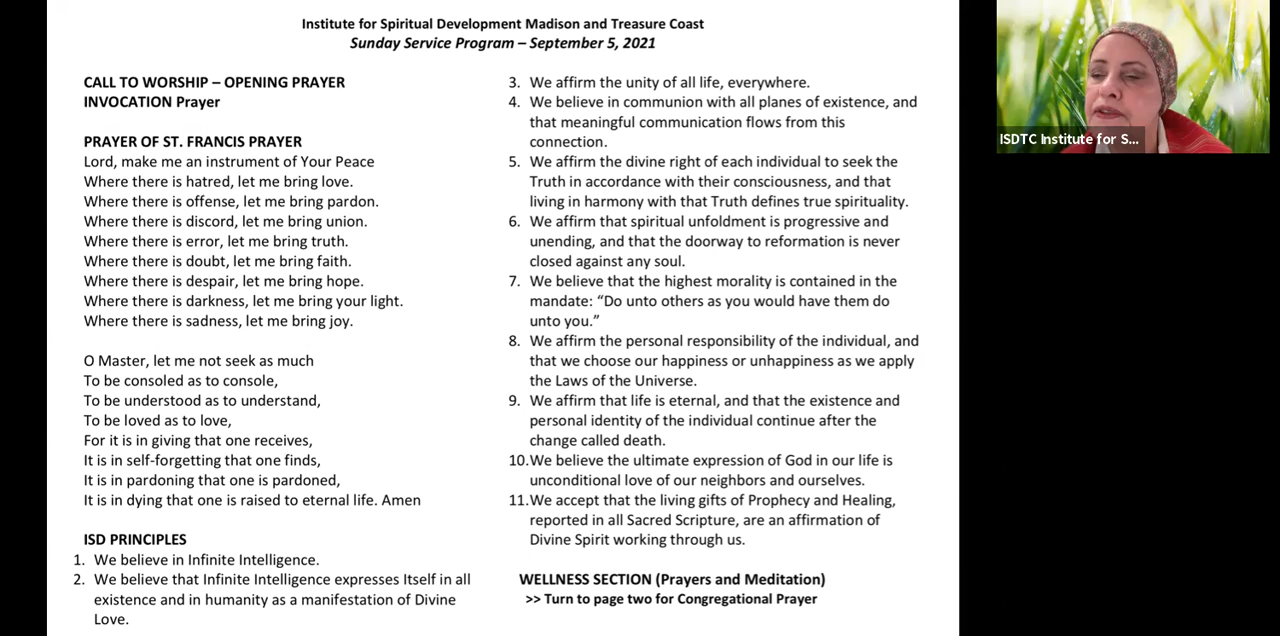 Institute for Spiritual Development Madison and Treasure Coast
Sunday Service Program – September 5, 2021
CALL TO WORSHIP – OPENING PRAYER
INVOCATION Prayer
PRAYER OF ST. FRANCIS PRAYER
Lord, make me an instrument of Your Peace
Where there is hatred, let me bring love.
Where there is offense, let me bring pardon.
Where there is discord, let me bring union.
Where there is error, let me bring truth.
Where there is doubt, let me bring faith.
Where there is despair, let me bring hope.
Where there is darkness, let me bring your light.
Where there is sadness, let me bring joy.
O Master, let me not seek as much
To be consoled as to console,
To be understood as to understand,
To be loved as to love,
For it is in giving that one receives,
It is in self-forgetting that one finds,
It is in pardoning that one is pardoned,
It is in dying that one is raised to eternal life. Amen
ISD PRINCIPLES
1. We believe in Infinite Intelligence.
2. We believe that Infinite Intelligence expresses Itself in all
existence and in humanity as a manifestation of Divine
Love.
3. We affirm the unity of all life, everywhere.
4. We believe in communion with all planes of existence, and
that meaningful communication flows from this
connection.
5. We affirm the divine right of each individual to seek the
Truth in accordance with their consciousness, and that
living in harmony with that Truth defines true spirituality.
6. We affirm that spiritual unfoldment is progressive and
unending, and that the doorway to reformation is never
closed against any soul.
7. We believe that the highest morality is contained in the
mandate: “Do unto others as you would have them do
unto you.”
8. We affirm the personal responsibility of the individual, and
that we choose our happiness or unhappiness as we apply
the Laws of the Universe.
9. We affirm that life is eternal, and that the existence and
personal identity of the individual continue after the
change called death.
10.We believe the ultimate expression of God in our life is
unconditional love of our neighbors and ourselves.
11.We accept that the living gifts of Prophecy and Healing,
reported in all Sacred Scripture, are an affirmation of
Divine Spirit working through us.
WELLNESS SECTION (Prayers and Meditation)
>> Turn to page two for Congregational Prayer
ISDTC Institute for S...